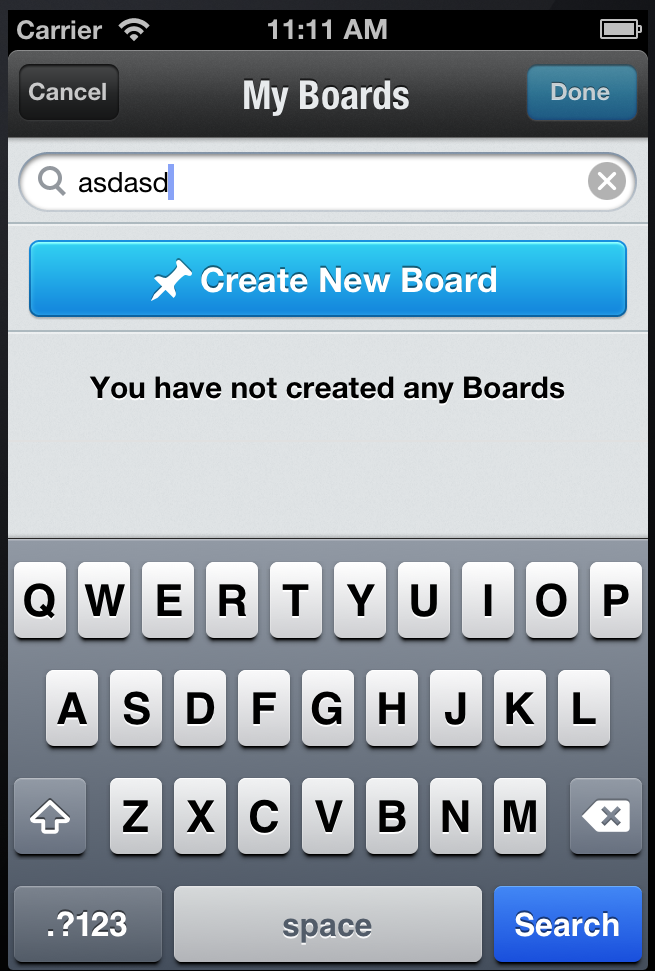 Carrier 11:11 AM
Cancel My Boards Done
asdasd
Create New Board
You have not created any Boards
Q W E R T Y U I O P
A S D F G H J K L
Z X C V B N M
.?123 space Search